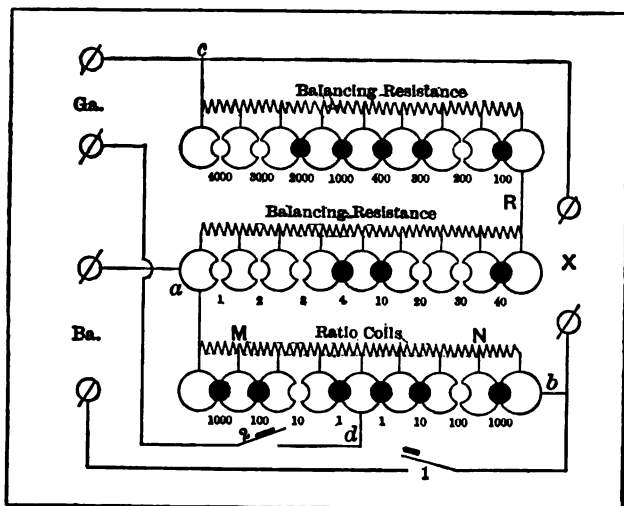 c
Balancing Resistance
Ga.
4000 3000 2000 1000 400 300 200 100
R
Balancing Resistance
X
a
1 2 3 4 10 20 30 40
Ba.
M Ratio Coils N
b
1000 100 10 1 1 10 100 1000
2 d
1